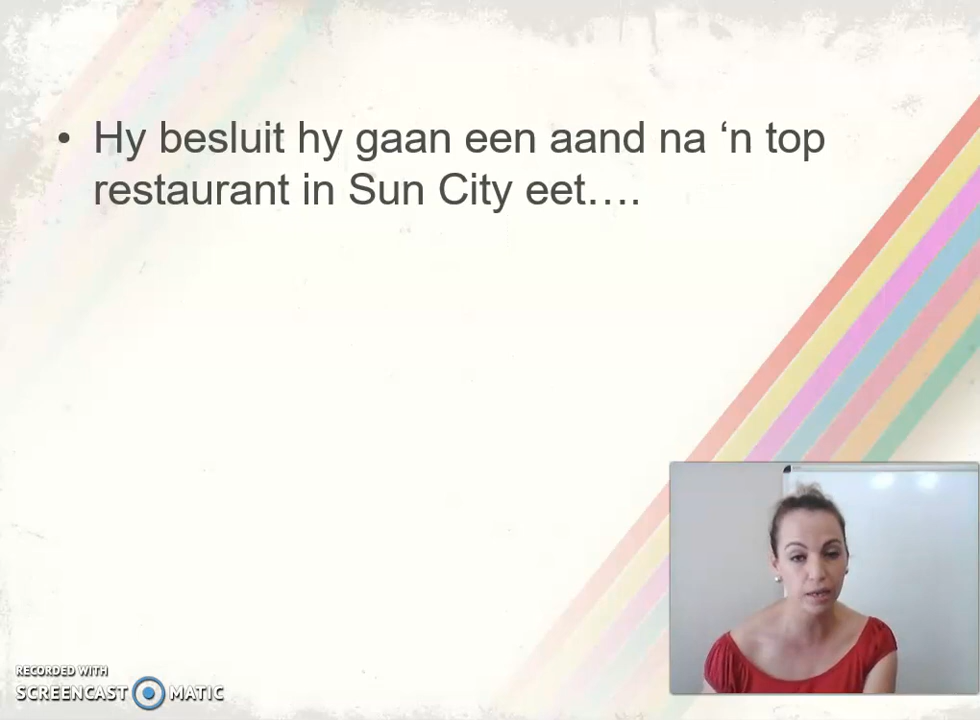 • Hy besluit hy gaan een aand na ‘n top
restaurant in Sun City eet….
RECORDED WITH
SCREENCAST MATIC